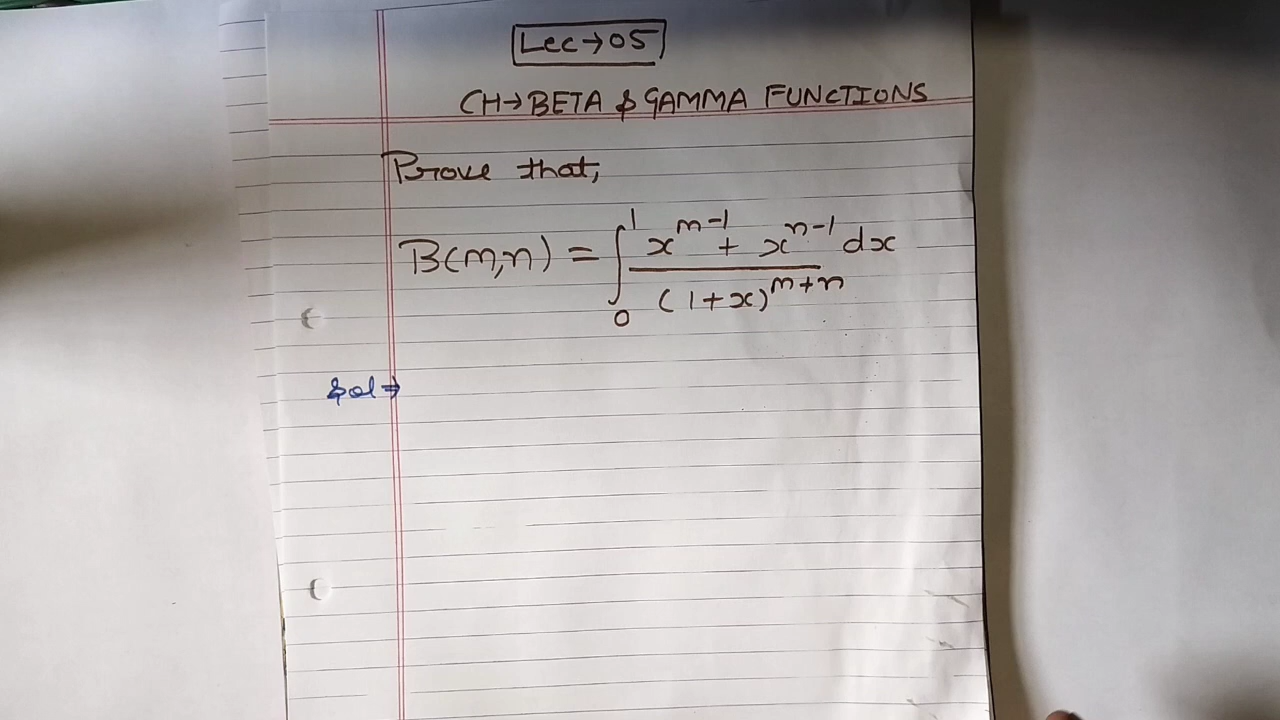 Lec→05
CH→BETA & GAMMA FUNCTIONS
Prove that,
B(m,n) = ∫₀¹ (x^(m-1) + x^(n-1))/(1+x)^(m+n) dx
Sol→